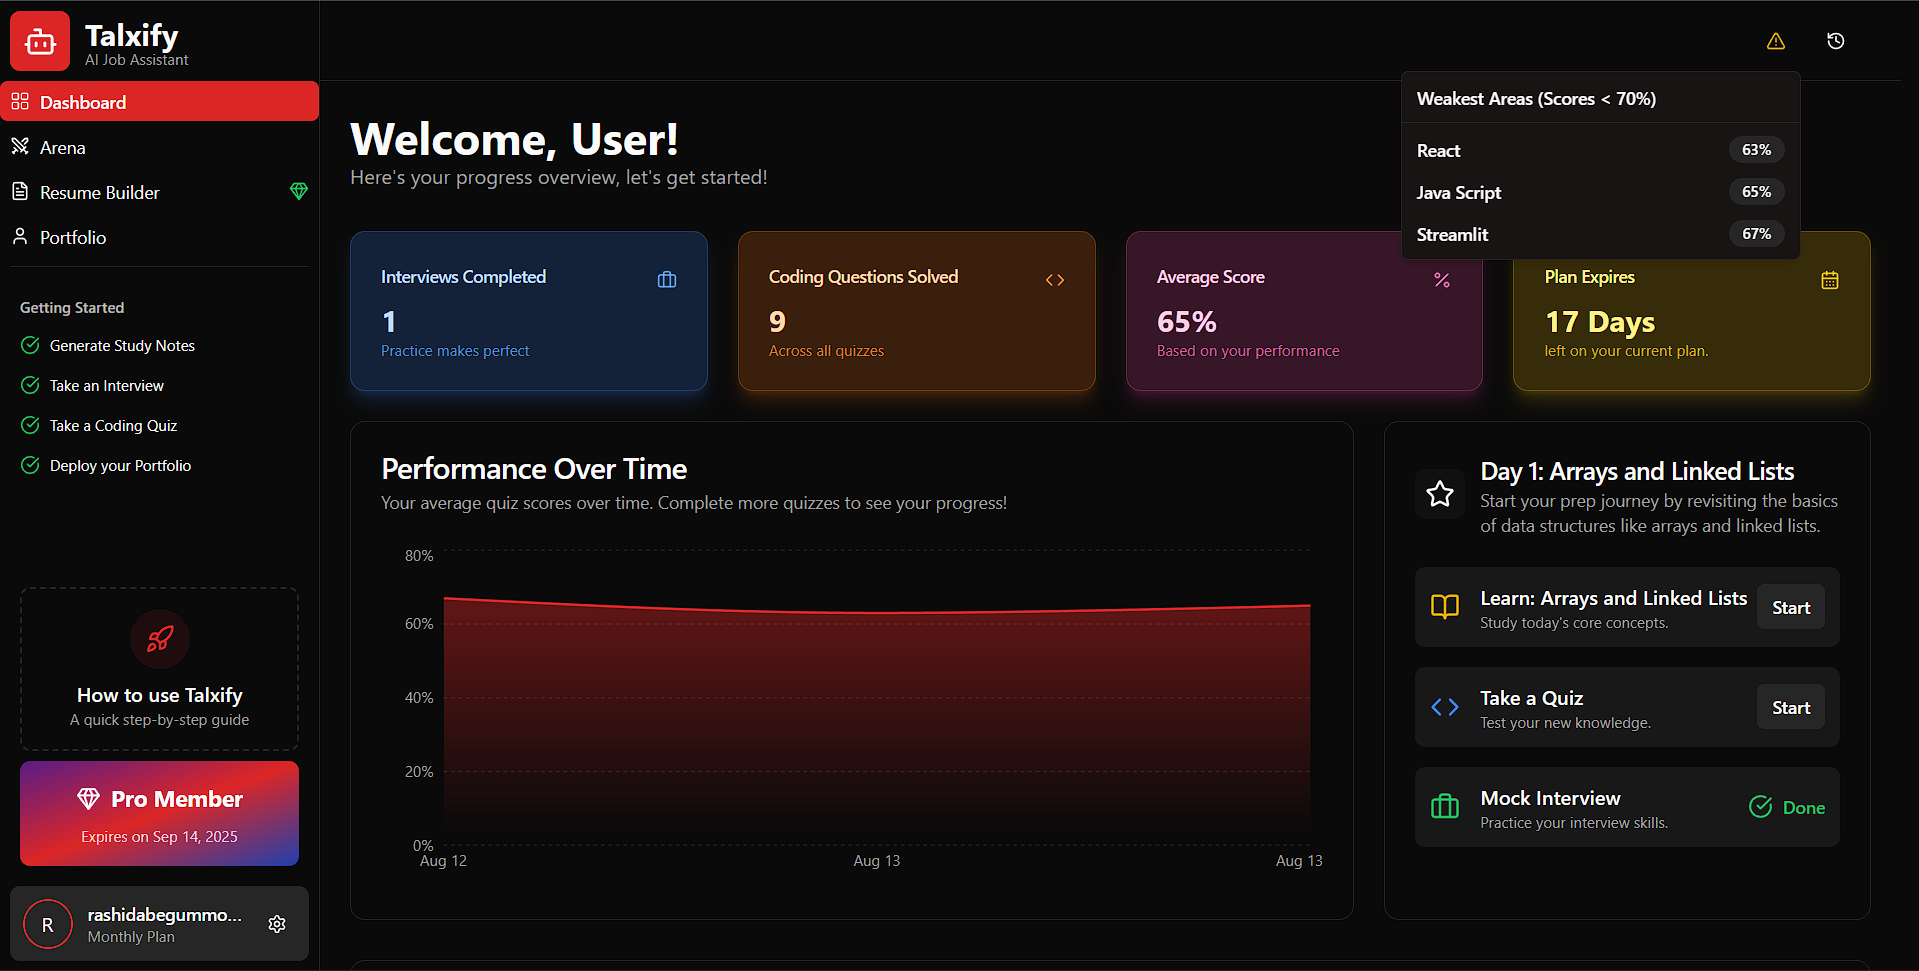 Talxify
AI Job Assistant
Dashboard
Arena
Resume Builder
Portfolio
Getting Started
Generate Study Notes
Take an Interview
Take a Coding Quiz
Deploy your Portfolio
How to use Talxify
A quick step-by-step guide
Pro Member
Expires on Sep 14, 2025
R
rashidabegummo...
Monthly Plan
Welcome, User!
Here's your progress overview, let's get started!
Weakest Areas (Scores < 70%)
React 63%
Java Script 65%
Streamlit 67%
Interviews Completed
1
Practice makes perfect
Coding Questions Solved
9
Across all quizzes
Average Score
65%
Based on your performance
Plan Expires
17 Days
left on your current plan.
Performance Over Time
Your average quiz scores over time. Complete more quizzes to see your progress!
80%
60%
40%
20%
0%
Aug 12 Aug 13 Aug 13
Day 1: Arrays and Linked Lists
Start your prep journey by revisiting the basics
of data structures like arrays and linked lists.
Learn: Arrays and Linked Lists
Study today's core concepts.
Start
Take a Quiz
Test your new knowledge.
Start
Mock Interview
Practice your interview skills.
Done